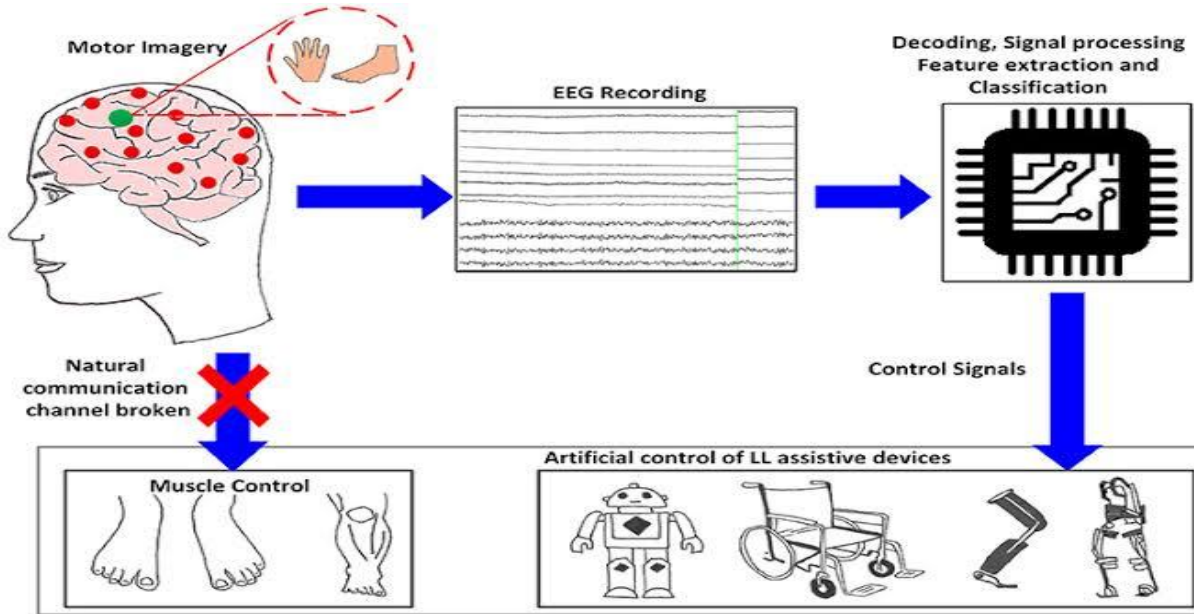 Motor Imagery
EEG Recording
Decoding, Signal processing
Feature extraction and
Classification
Natural
communication
channel broken
Control Signals
Artificial control of LL assistive devices
Muscle Control